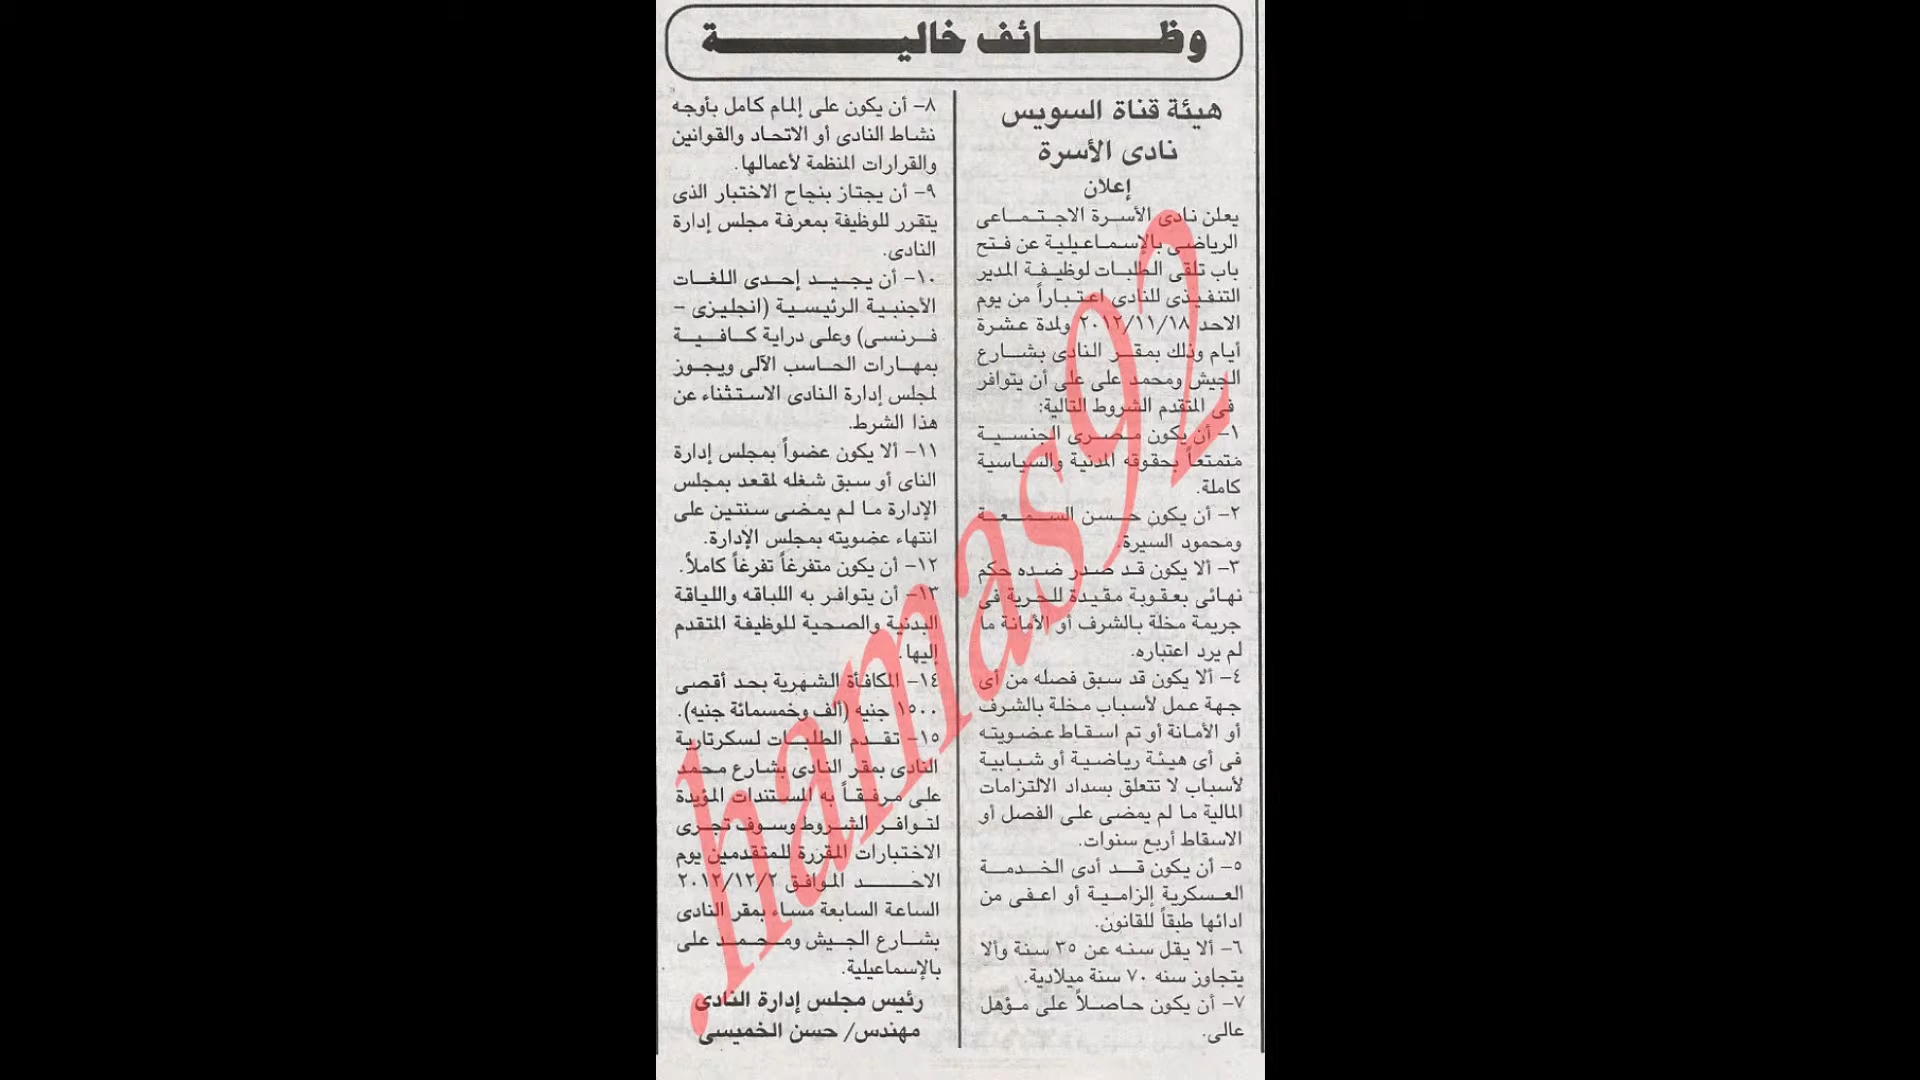 وظائف خالية
هيئة قناة السويس
نادى الأسرة
إعلان
يعلن نادى الأسرة الاجتماعى
الرياضى بالإسماعيلية عن فتح
باب تلقى الطلبات لوظيفة المدير
التنفيذى للنادى اعتباراً من يوم
الاحد ٢٠١٢/١١/١٨ ولمدة عشرة
أيام وذلك بمقر النادى بشارع
الجيش ومحمد على على أن يتوافر
فى المتقدم الشروط التالية:
١- أن يكون مصرى الجنسية
متمتعاً بحقوقه المدنية والسياسية
كاملة.
٢- أن يكون حسن السمعة
ومحمود السيرة.
٣- ألا يكون قد صدر ضده حكم
نهائى بعقوبة مقيدة للحرية فى
جريمة مخلة بالشرف أو الأمانة ما
لم يرد اعتباره.
٤- ألا يكون قد سبق فصله من أى
جهة عمل لأسباب مخلة بالشرف
أو الأمانة أو تم اسقاط عضويته
فى أى هيئة رياضية أو شبابية
لأسباب لا تتعلق بسداد الالتزامات
المالية ما لم يمضى على الفصل أو
الاسقاط أربع سنوات.
٥- أن يكون قد أدى الخدمة
العسكرية إلزامية أو اعفى من
ادائها طبقاً للقانون.
٦- ألا يقل سنه عن ٣٥ سنة وألا
يتجاوز سنه ٧٠ سنة ميلادية.
٧- أن يكون حاصلاً على مؤهل
عالى.
٨- أن يكون على إلمام كامل بأوجه
نشاط النادى أو الاتحاد والقوانين
والقرارات المنظمة لأعمالها.
٩- أن يجتاز بنجاح الاختبار الذى
يتقرر للوظيفة بمعرفة مجلس إدارة
النادى.
١٠- أن يجيد إحدى اللغات
الأجنبية الرئيسية (انجليزى -
فرنسى) وعلى دراية كافية
بمهارات الحاسب الآلى ويجوز
لمجلس إدارة النادى الاستثناء عن
هذا الشرط.
١١- ألا يكون عضواً بمجلس إدارة
الناى أو سبق شغله لمقعد بمجلس
الإدارة ما لم يمضى سنتين على
انتهاء عضويته بمجلس الإدارة.
١٢- أن يكون متفرغاً تفرغاً كاملاً.
١٣- أن يتوافر به اللباقه واللياقة
البدنية والصحية للوظيفة المتقدم
إليها.
١٤- المكافأة الشهرية بحد أقصى
١٥٠٠ جنيه (ألف وخمسمائة جنيه).
١٥- تقدم الطلبات لسكرتارية
النادى بمقر النادى بشارع محمد
على مرفقاً به المستندات المؤيدة
لتوافر الشروط وسوف تجرى
الاختبارات المقررة للمتقدمين يوم
الاحد الموافق ٢٠١٢/١٢/٢
الساعة السابعة مساء بمقر النادى
بشارع الجيش ومحمد على
بالإسماعيلية.
رئيس مجلس إدارة النادى
مهندس/ حسن الخميسى
.hamas92